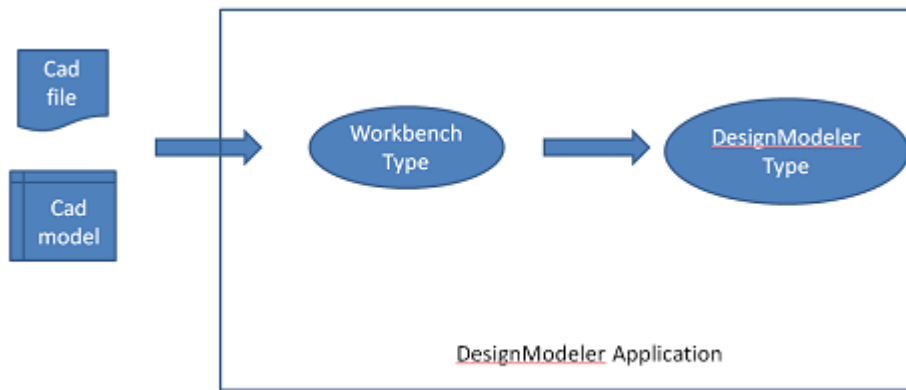 Cad
file
Cad
model
Workbench
Type
DesignModeler
Type
DesignModeler Application